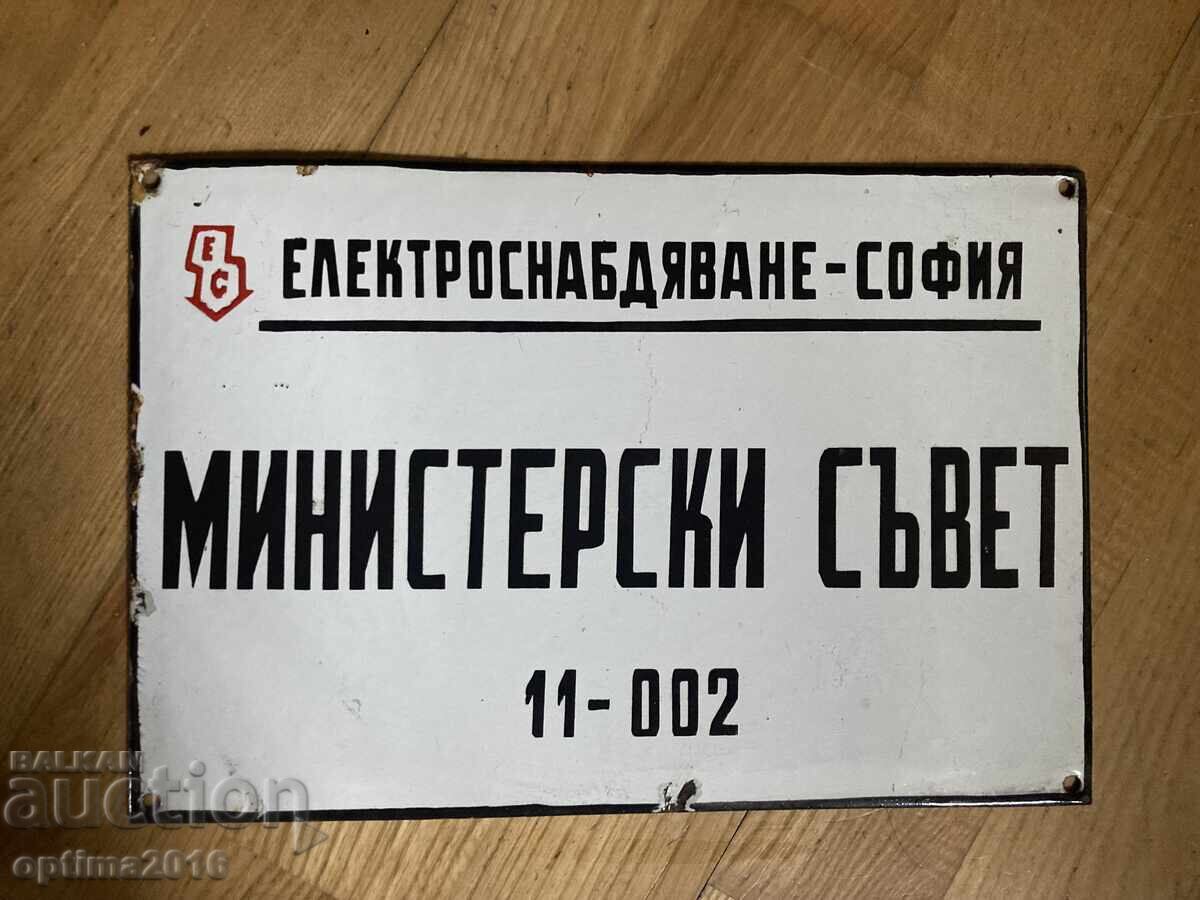 ЕС
ЕЛЕКТРОСНАБДЯВАНЕ-СОФИЯ
МИНИСТЕРСКИ СЪВЕТ
11-002
BALKAN
auction
optima2016